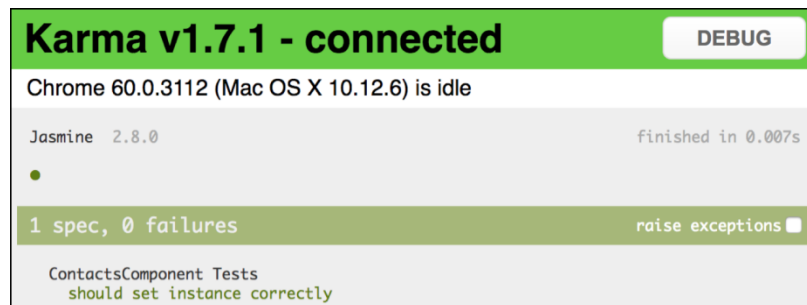 Karma v1.7.1 - connected DEBUG
Chrome 60.0.3112 (Mac OS X 10.12.6) is idle
Jasmine 2.8.0 finished in 0.007s
1 spec, 0 failures raise exceptions
ContactsComponent Tests
should set instance correctly